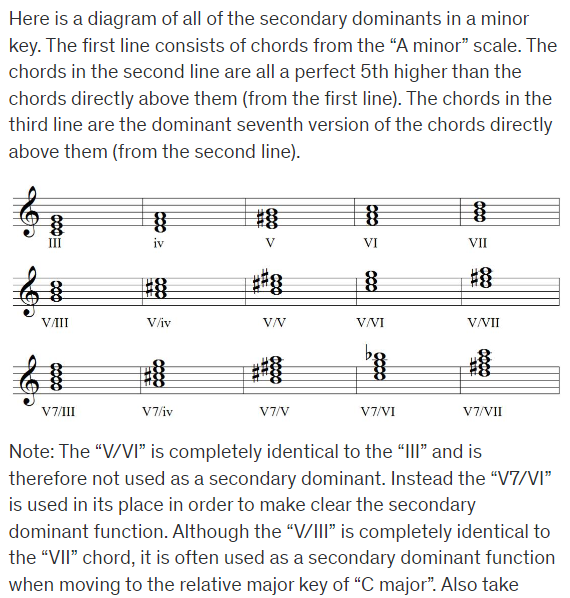 Here is a diagram of all of the secondary dominants in a minor
key. The first line consists of chords from the “A minor” scale. The
chords in the second line are all a perfect 5th higher than the
chords directly above them (from the first line). The chords in the
third line are the dominant seventh version of the chords directly
above them (from the second line).
III iv V VI VII
V/III V/iv V/V V/VI V/VII
V7/III V7/iv V7/V V7/VI V7/VII
Note: The “V/VI” is completely identical to the “III” and is
therefore not used as a secondary dominant. Instead the “V7/VI”
is used in its place in order to make clear the secondary
dominant function. Although the “V/III” is completely identical to
the “VII” chord, it is often used as a secondary dominant function
when moving to the relative major key of “C major”. Also take